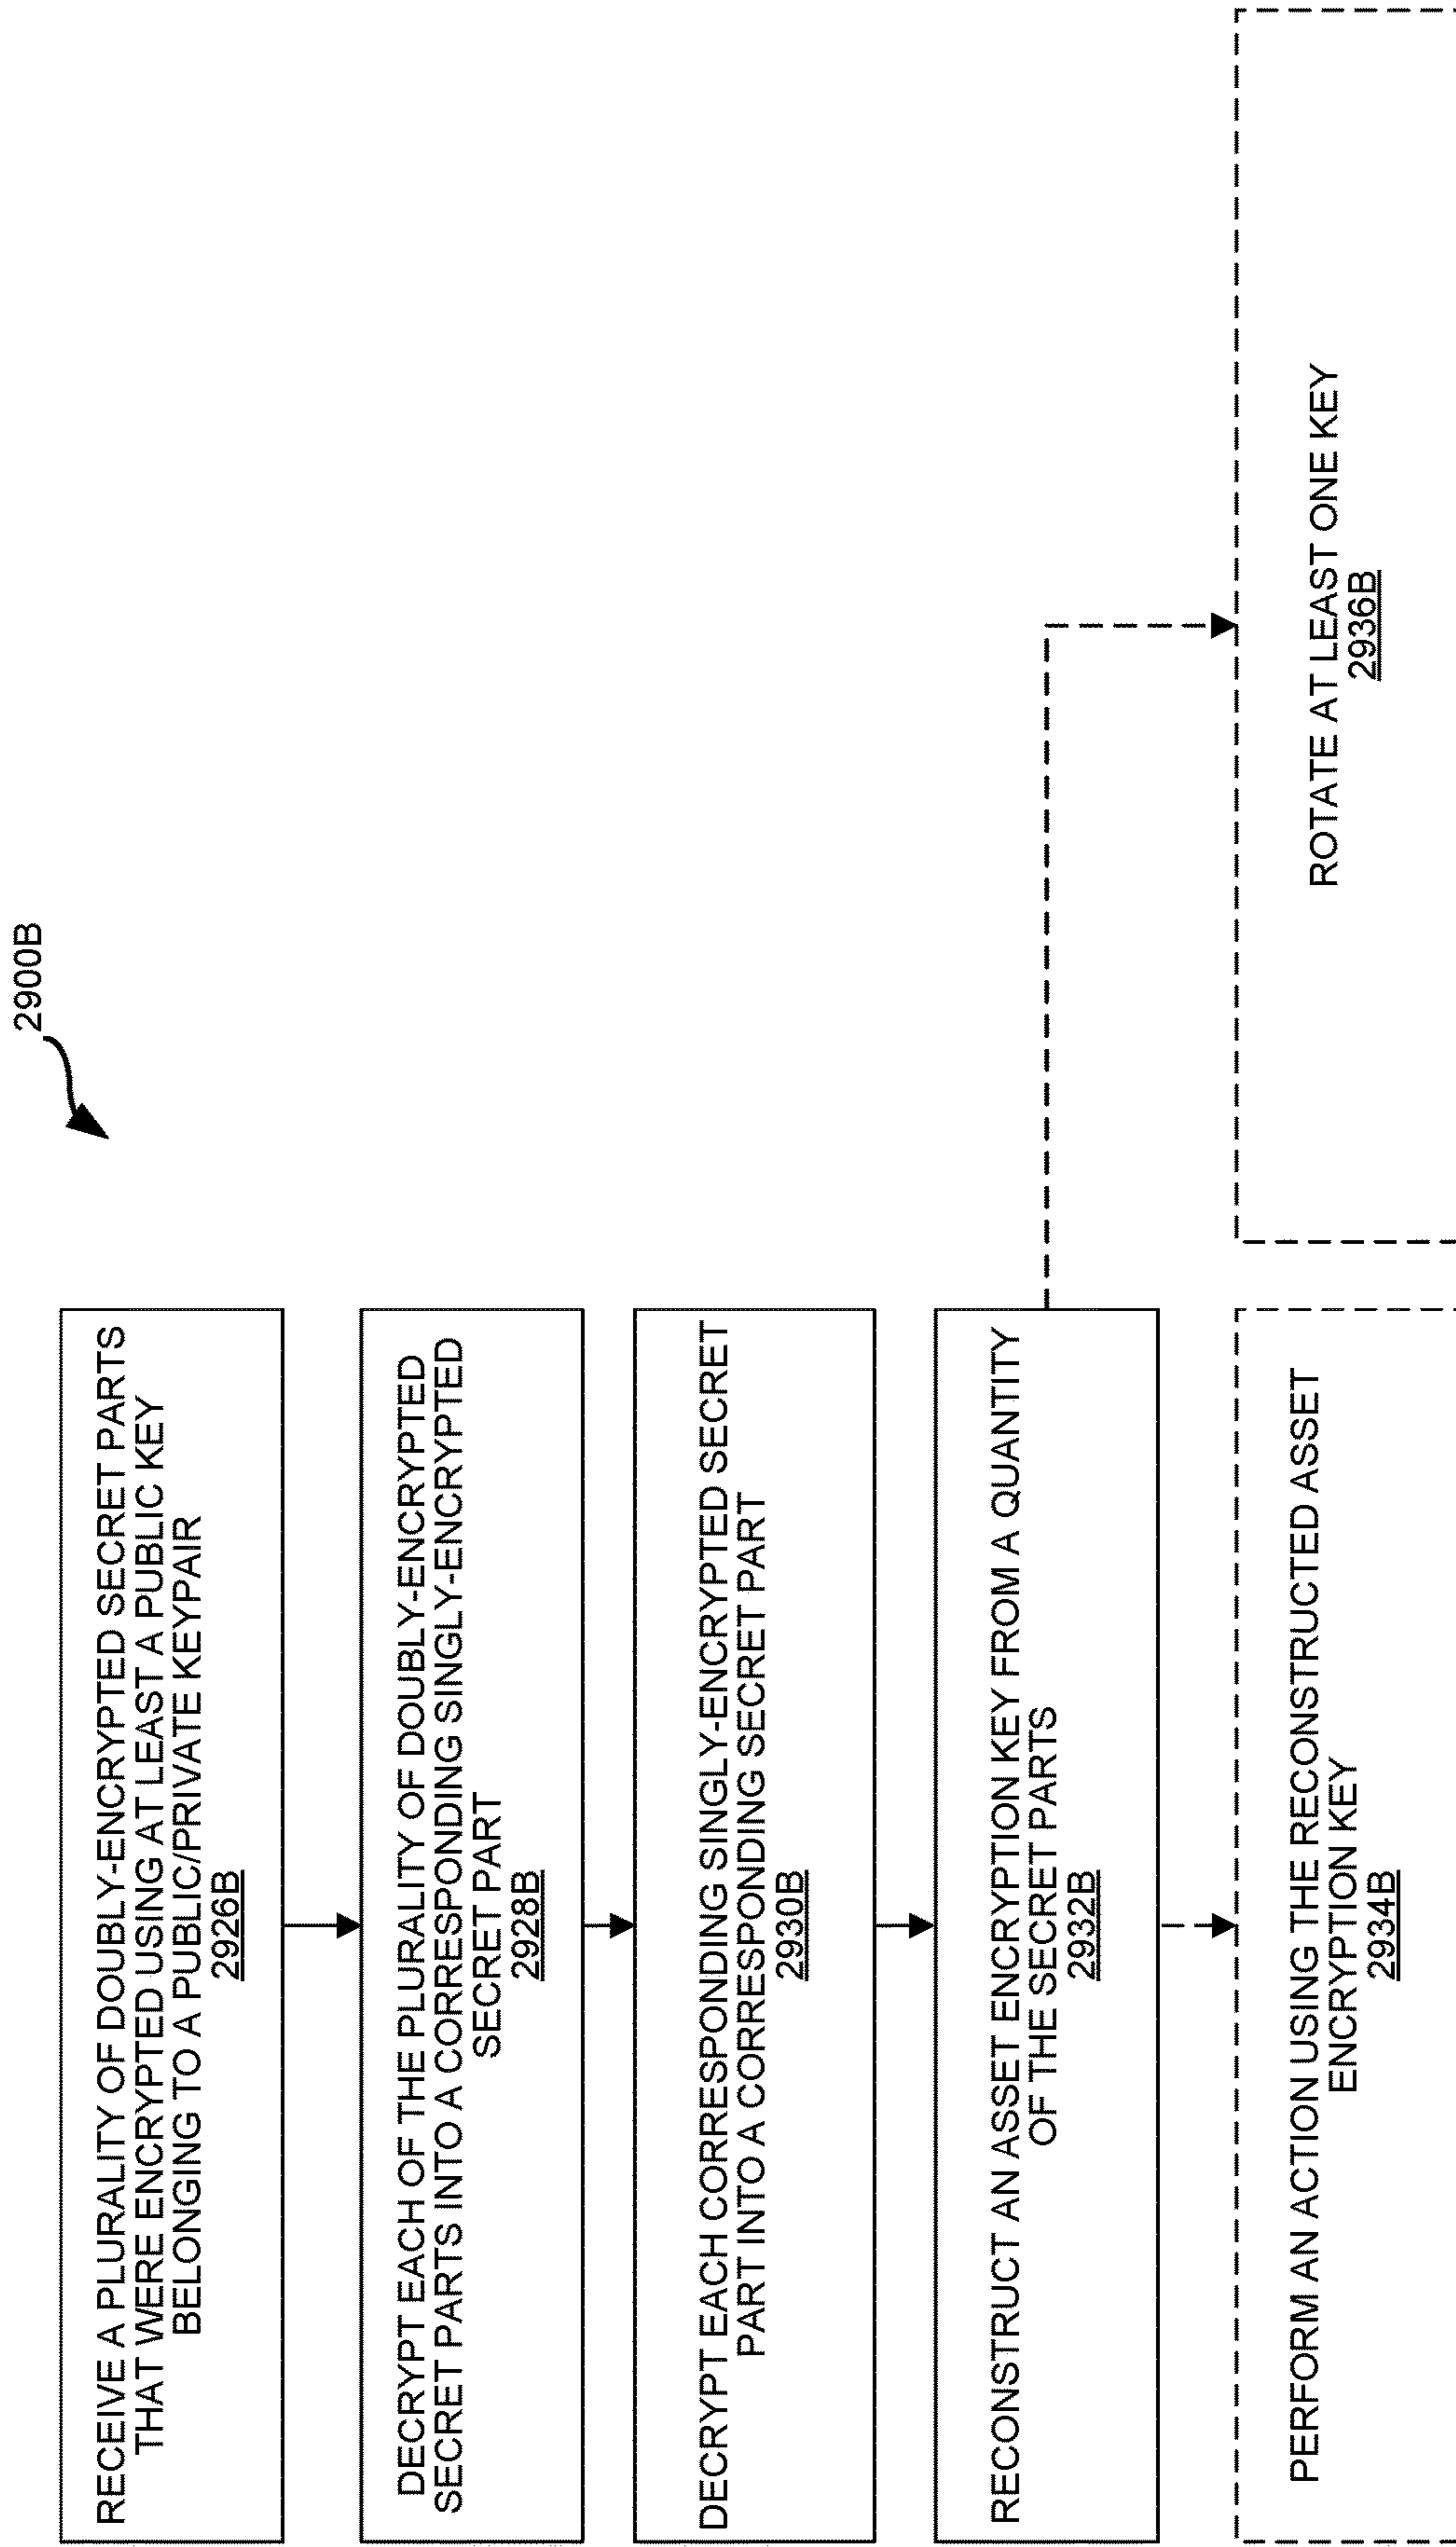 2900B
RECEIVE A PLURALITY OF DOUBLY-ENCRYPTED SECRET PARTS
THAT WERE ENCRYPTED USING AT LEAST A PUBLIC KEY
BELONGING TO A PUBLIC/PRIVATE KEYPAIR
2926B
DECRYPT EACH OF THE PLURALITY OF DOUBLY-ENCRYPTED
SECRET PARTS INTO A CORRESPONDING SINGLY-ENCRYPTED
SECRET PART
2928B
DECRYPT EACH CORRESPONDING SINGLY-ENCRYPTED SECRET
PART INTO A CORRESPONDING SECRET PART
2930B
RECONSTRUCT AN ASSET ENCRYPTION KEY FROM A QUANTITY
OF THE SECRET PARTS
2932B
PERFORM AN ACTION USING THE RECONSTRUCTED ASSET
ENCRYPTION KEY
2934B
ROTATE AT LEAST ONE KEY
2936B